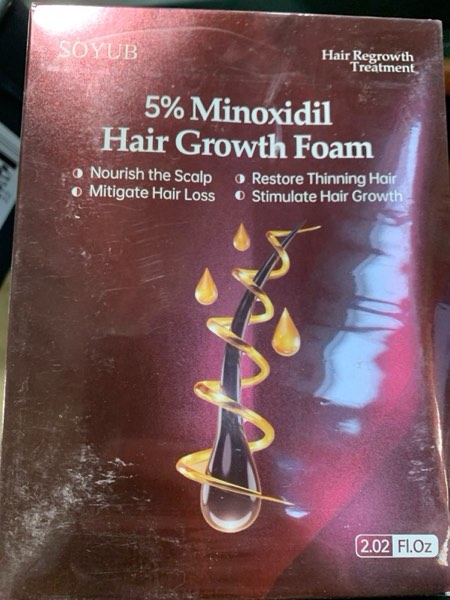 SOYUB
Hair Regrowth
Treatment
5% Minoxidil
Hair Growth Foam
Nourish the Scalp
Restore Thinning Hair
Mitigate Hair Loss
Stimulate Hair Growth
2.02 Fl.Oz